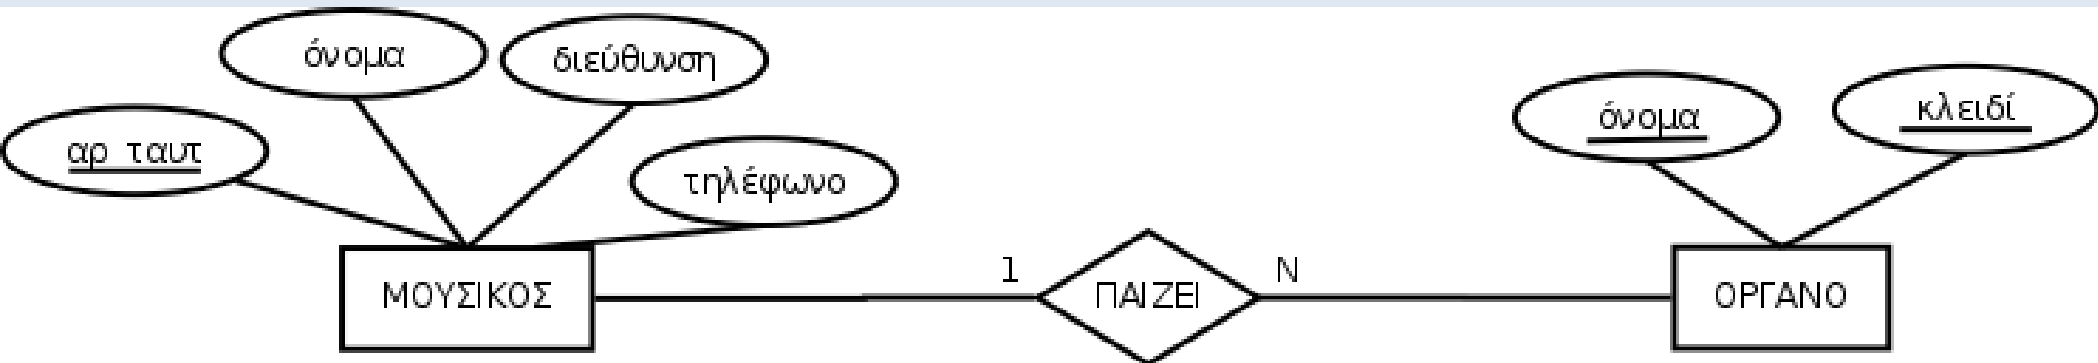 όνομα
διεύθυνση
αρ ταυτ
τηλέφωνο
όνομα
κλειδί
ΜΟΥΣΙΚΟΣ
1
ΠΑΙΖΕΙ
N
ΟΡΓΑΝΟ